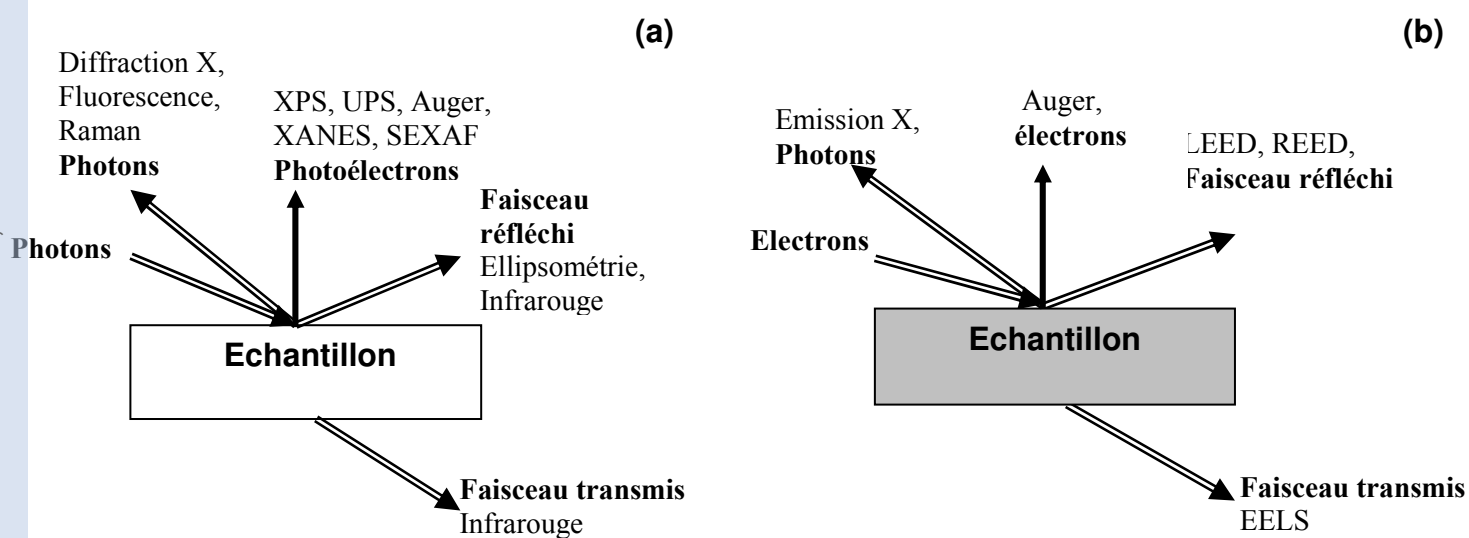 (a)
Diffraction X,
Fluorescence,
Raman
Photons
XPS, UPS, Auger,
XANES, SEXAF
Photoélectrons
Faisceau
réfléchi
Ellipsométrie,
Infrarouge
Photons
Echantillon
Faisceau transmis
Infrarouge
(b)
Emission X,
Photons
Auger,
électrons
LEED, REED,
Faisceau réfléchi
Electrons
Echantillon
Faisceau transmis
EELS